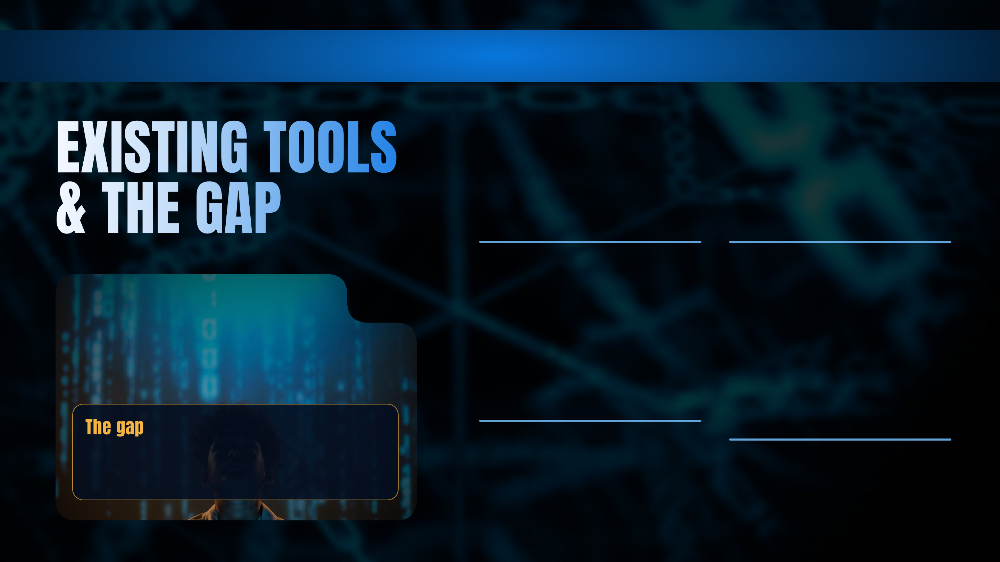 EXISTING TOOLS
& THE GAP
The gap